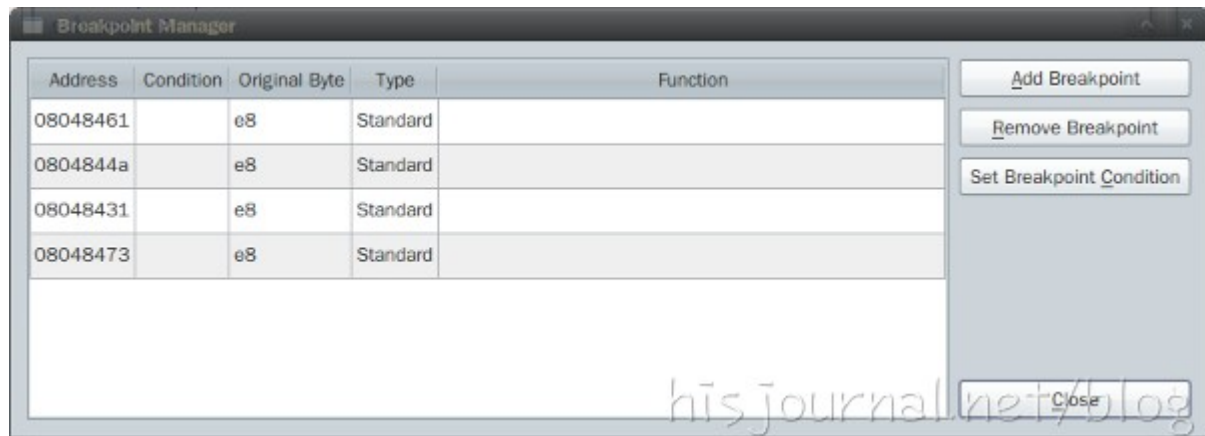 Breakpoint Manager
Address Condition Original Byte Type Function
08048461 e8 Standard
0804844a e8 Standard
08048431 e8 Standard
08048473 e8 Standard
Add Breakpoint
Remove Breakpoint
Set Breakpoint Condition
Close
hisjournal.net/blog